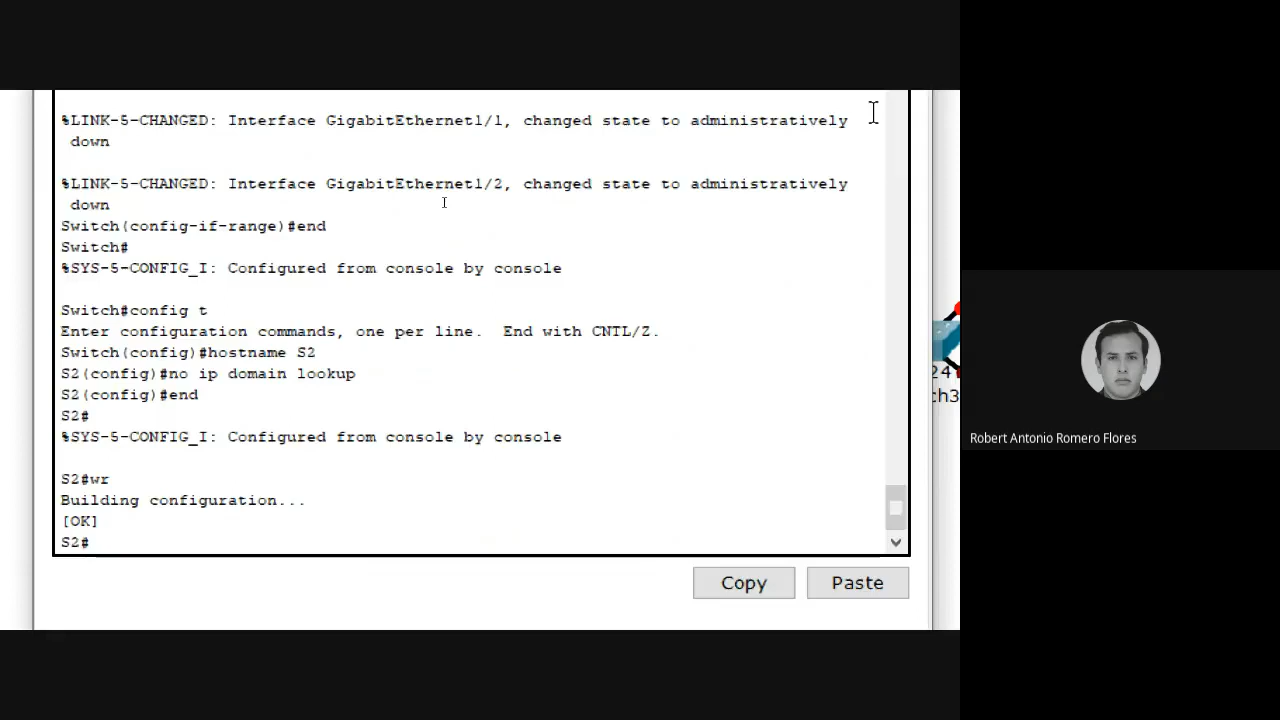 %LINK-5-CHANGED: Interface GigabitEthernet1/1, changed state to administratively
down
%LINK-5-CHANGED: Interface GigabitEthernet1/2, changed state to administratively
down
Switch(config-if-range)#end
Switch#
%SYS-5-CONFIG_I: Configured from console by console
Switch#config t
Enter configuration commands, one per line.  End with CNTL/Z.
Switch(config)#hostname S2
S2(config)#no ip domain lookup
S2(config)#end
S2#
%SYS-5-CONFIG_I: Configured from console by console
S2#wr
Building configuration...
[OK]
S2#
Copy Paste
24
ch3
Robert Antonio Romero Flores